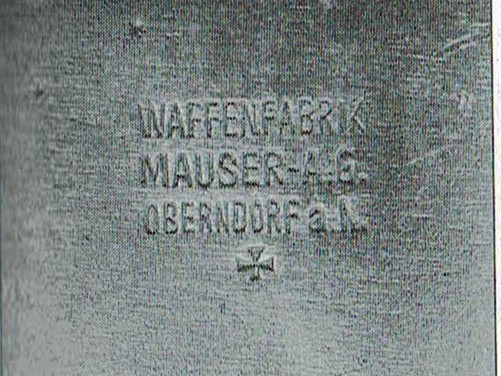 WAFFENFABRIK
MAUSER-A.G.
OBERNDORF a.N.